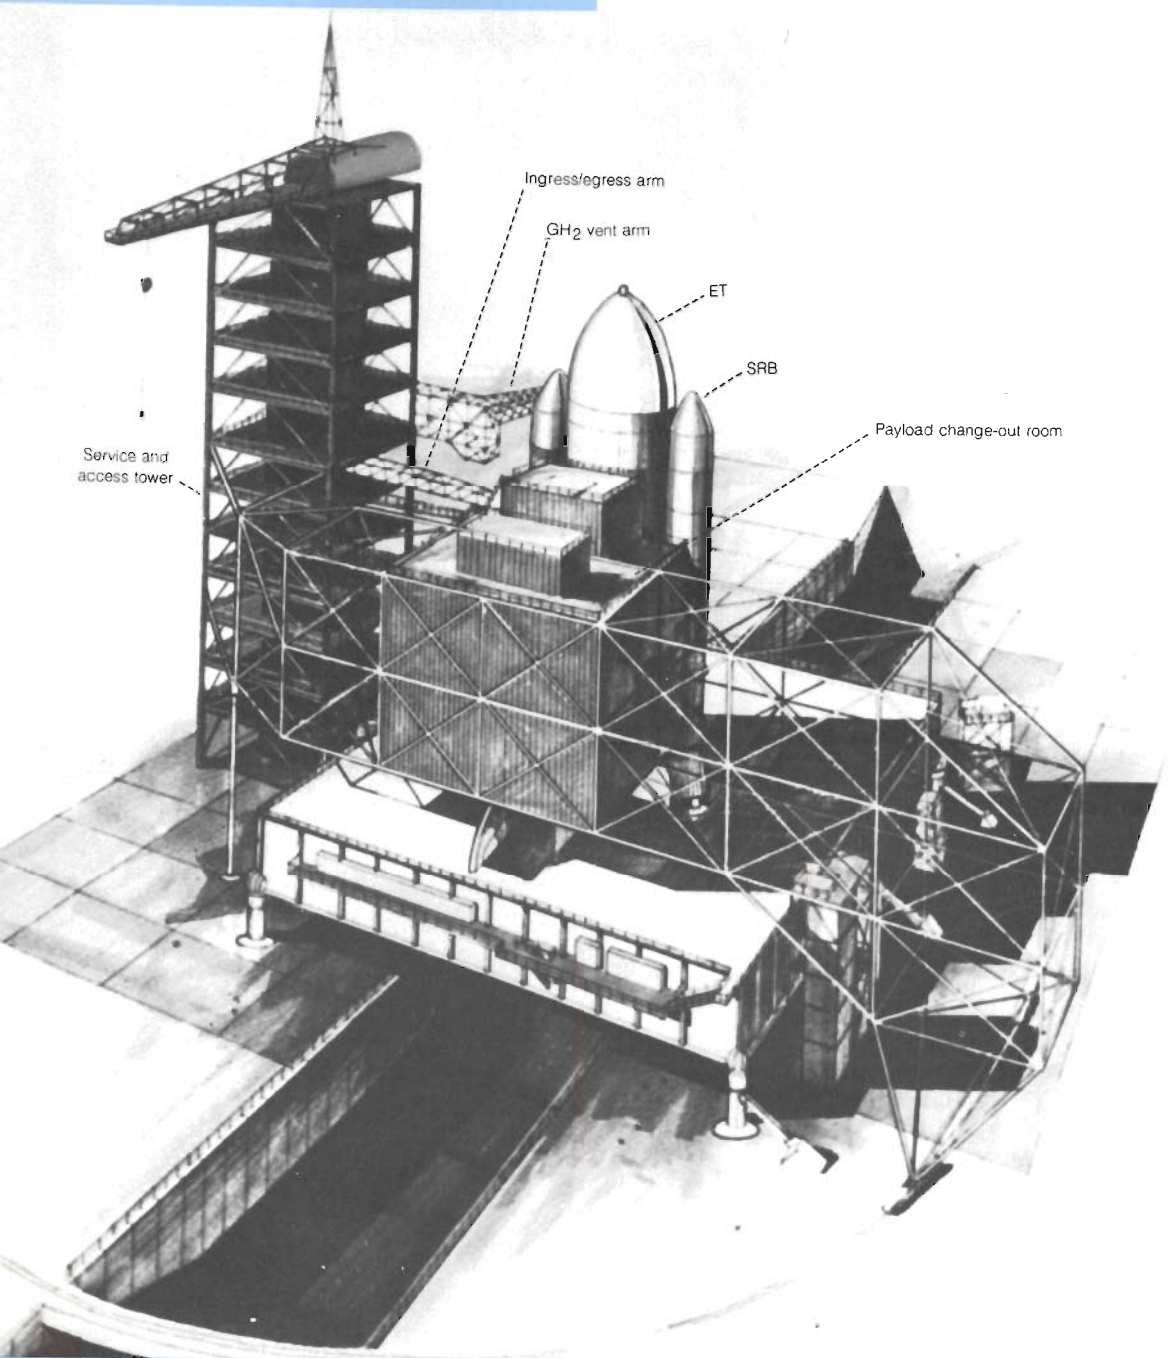 Ingress/egress arm
GH2 vent arm
ET
SRB
Payload change-out room
Service and
access tower